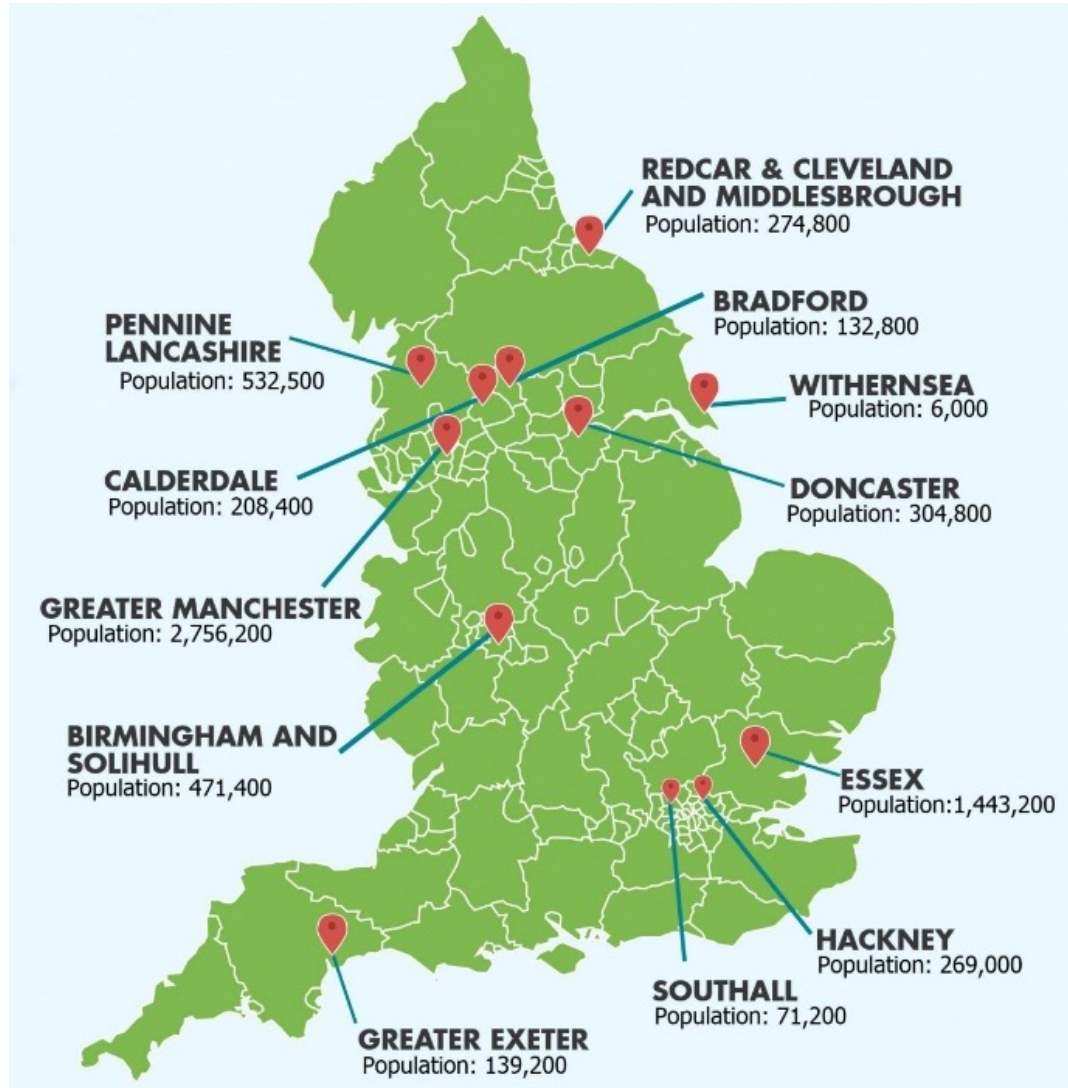 REDCAR & CLEVELAND
AND MIDDLESBROUGH
Population: 274,800
BRADFORD
Population: 132,800
PENNINE
LANCASHIRE
Population: 532,500
WITHERNSEA
Population: 6,000
CALDERDALE
Population: 208,400
DONCASTER
Population: 304,800
GREATER MANCHESTER
Population: 2,756,200
BIRMINGHAM AND
SOLIHULL
Population: 471,400
ESSEX
Population:1,443,200
HACKNEY
Population: 269,000
SOUTHALL
Population: 71,200
GREATER EXETER
Population: 139,200